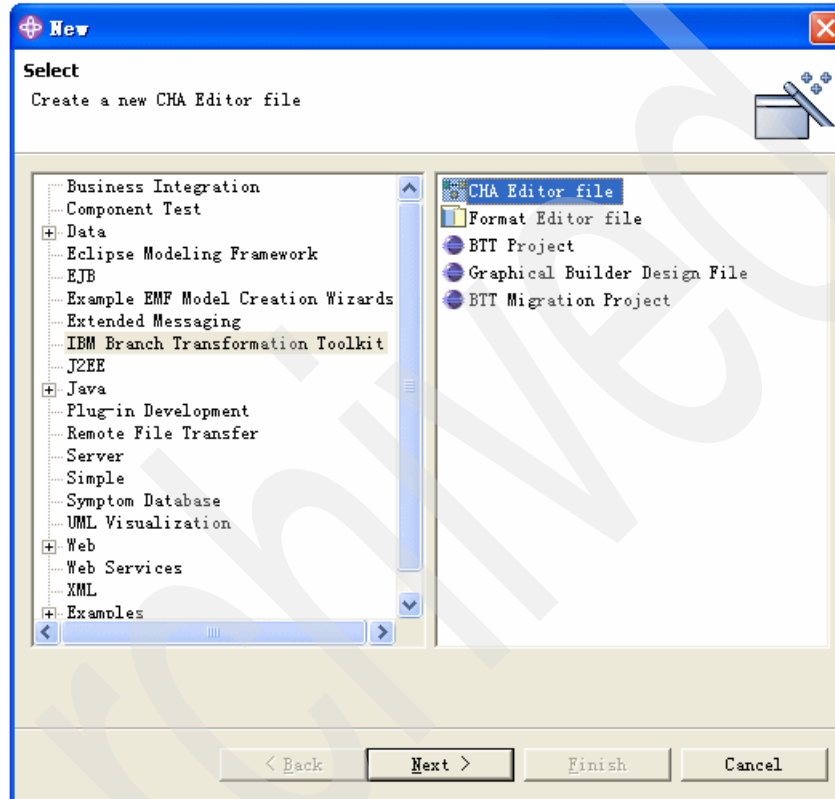 New
Select
Create a new CHA Editor file
Business Integration
Component Test
Data
Eclipse Modeling Framework
EJB
Example EMF Model Creation Wizards
Extended Messaging
IBM Branch Transformation Toolkit
J2EE
Java
Plug-in Development
Remote File Transfer
Server
Simple
Symptom Database
UML Visualization
Web
Web Services
XML
Examples
CHA Editor file
Format Editor file
BTT Project
Graphical Builder Design File
BTT Migration Project
< Back
Next >
Finish
Cancel
rchived